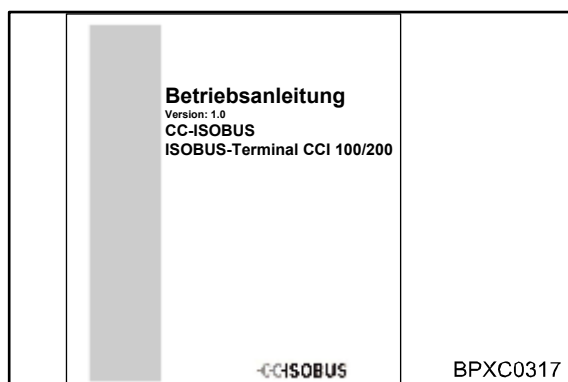 Betriebsanleitung
Version: 1.0
CC-ISOBUS
ISOBUS-Terminal CCI 100/200
CCISOBUS
BPXC0317